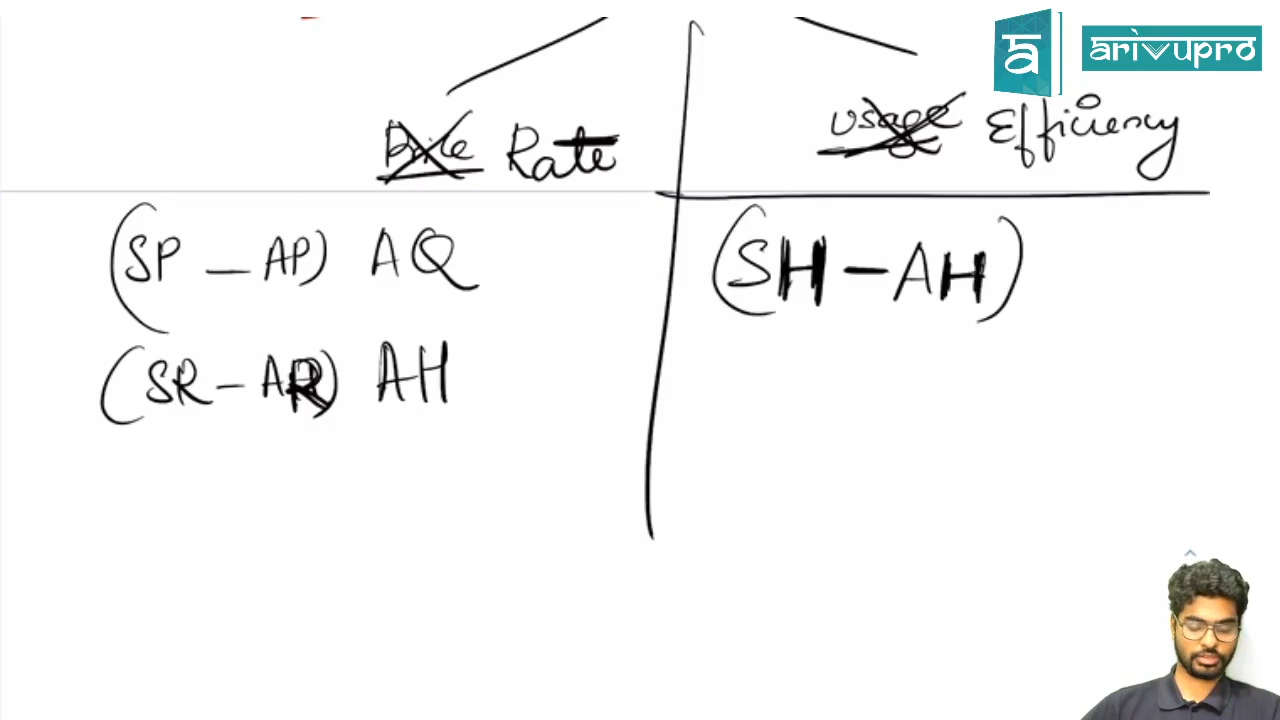 arivupro
Price Rate
Usage Efficiency
(SP - AP) AQ
(SH - AH)
(SR - AR) AH